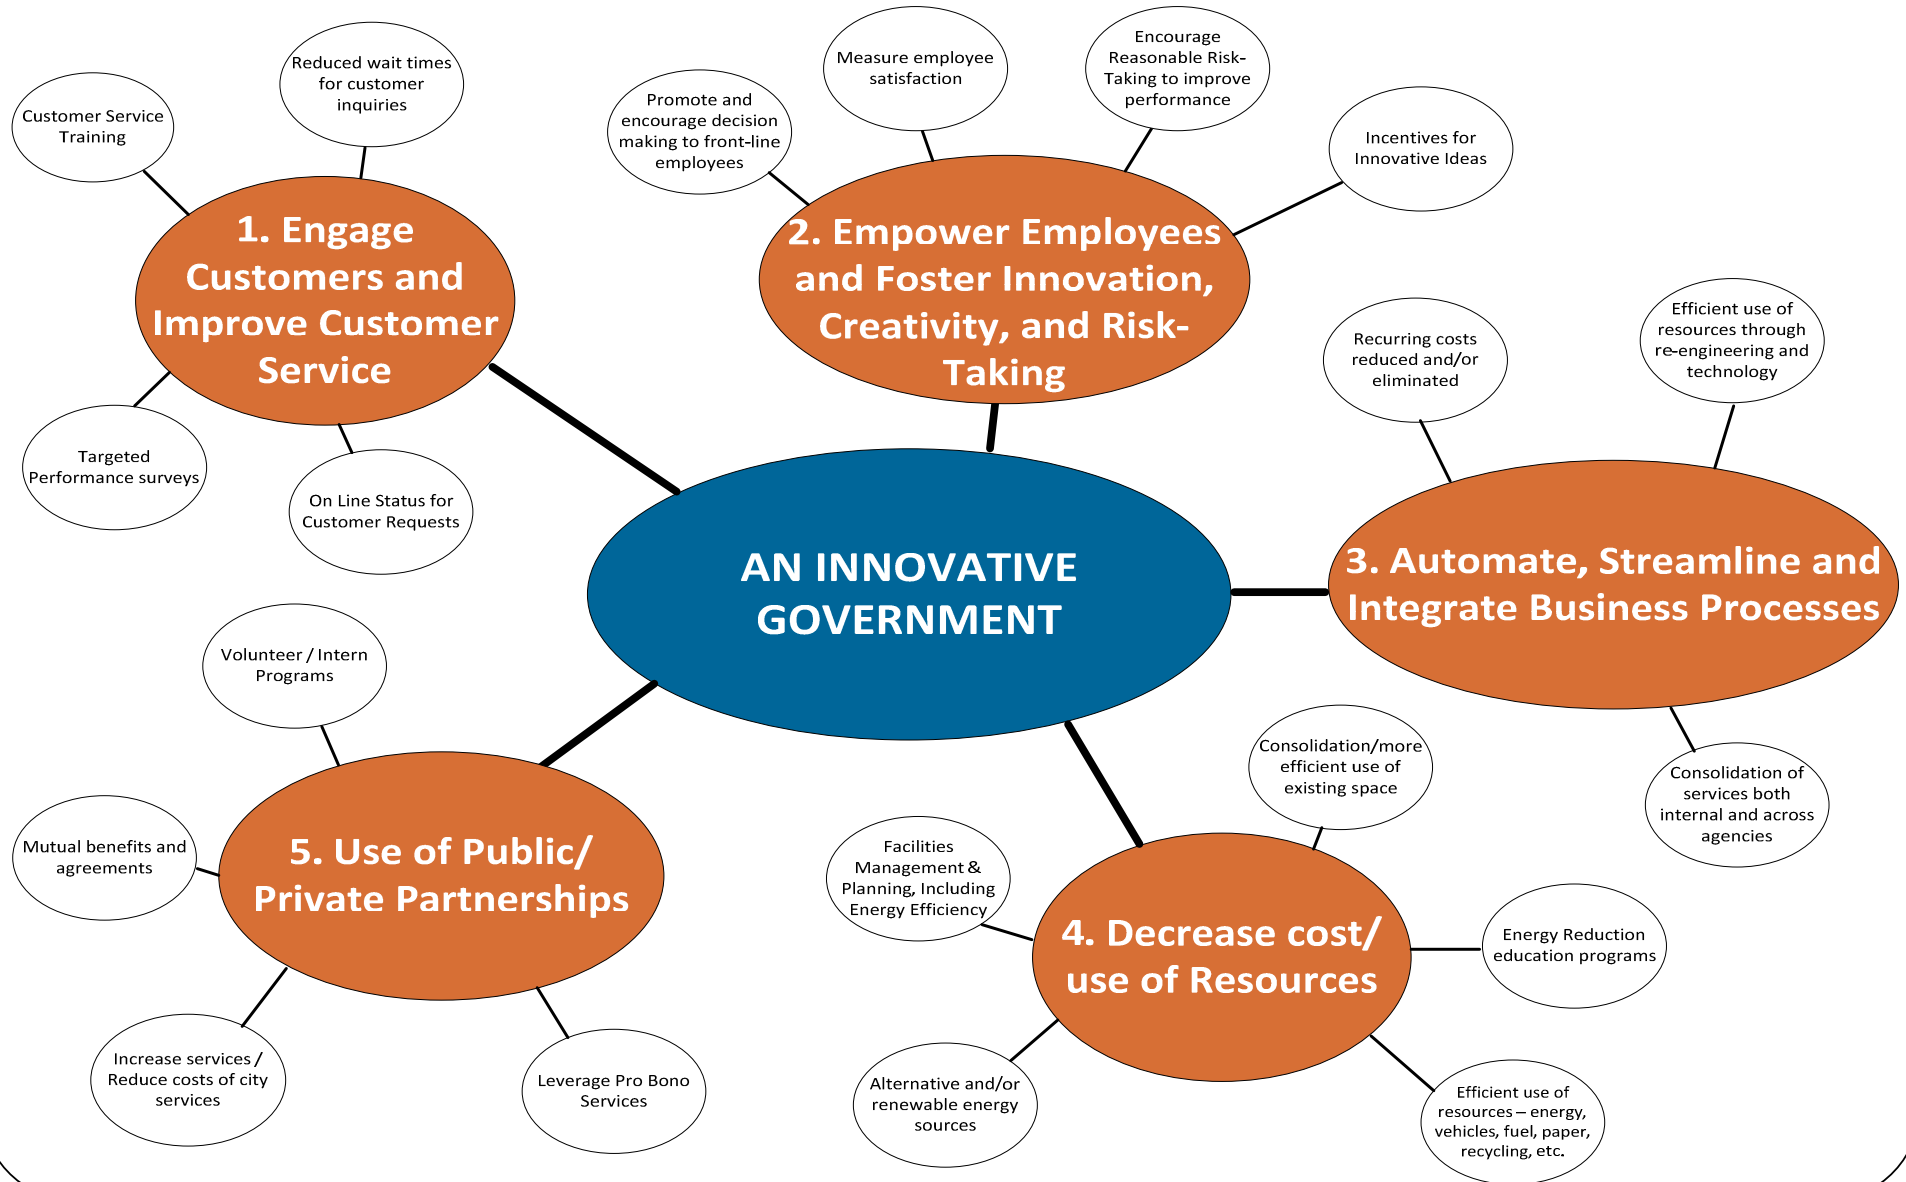 Customer Service
Training
Reduced wait times
for customer
inquiries
1. Engage
Customers and
Improve Customer
Service
Targeted
Performance surveys
On Line Status for
Customer Requests
Promote and
encourage decision
making to front-line
employees
Measure employee
satisfaction
Encourage
Reasonable Risk-
Taking to improve
performance
Incentives for
Innovative Ideas
2. Empower Employees
and Foster Innovation,
Creativity, and Risk-
Taking
Recurring costs
reduced and/or
eliminated
Efficient use of
resources through
re-engineering and
technology
3. Automate, Streamline and
Integrate Business Processes
Consolidation of
services both
internal and across
agencies
AN INNOVATIVE
GOVERNMENT
Consolidation/more
efficient use of
existing space
Facilities
Management &
Planning, Including
Energy Efficiency
4. Decrease cost/
use of Resources
Energy Reduction
education programs
Alternative and/or
renewable energy
sources
Efficient use of
resources – energy,
vehicles, fuel, paper,
recycling, etc.
Volunteer / Intern
Programs
Mutual benefits and
agreements
5. Use of Public/
Private Partnerships
Increase services /
Reduce costs of city
services
Leverage Pro Bono
Services